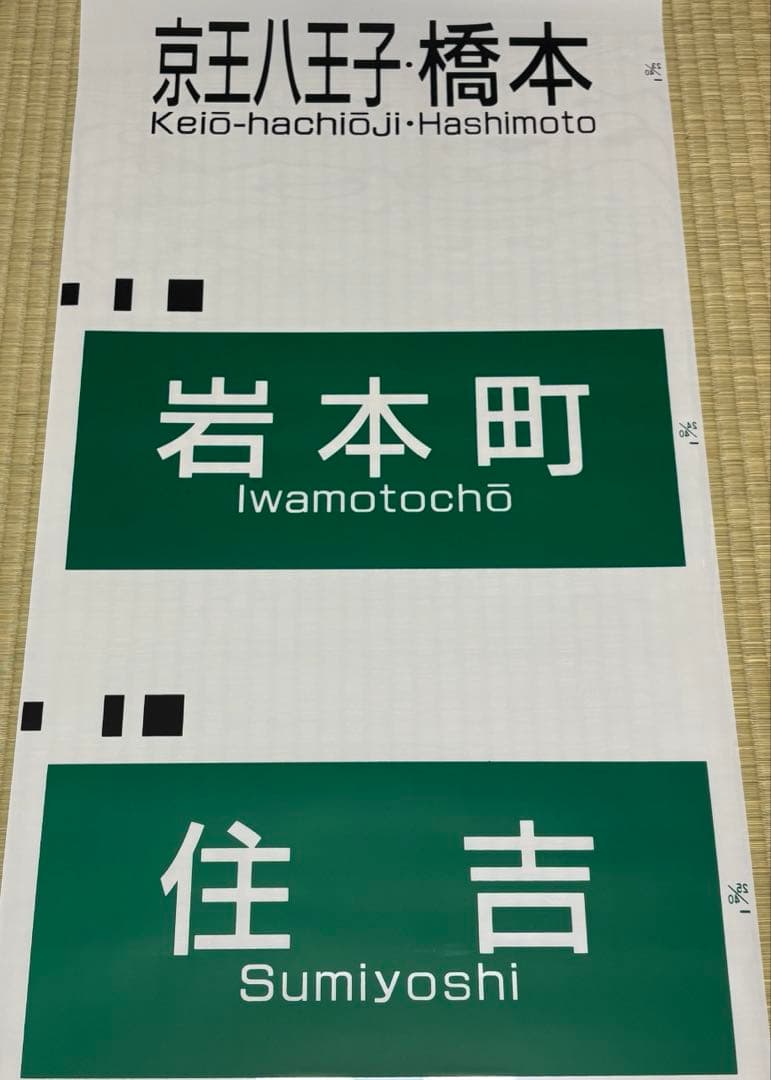 京王八王子・橋本
Keiō-hachiōji・Hashimoto
岩本町
Iwamotochō
住吉
Sumiyoshi